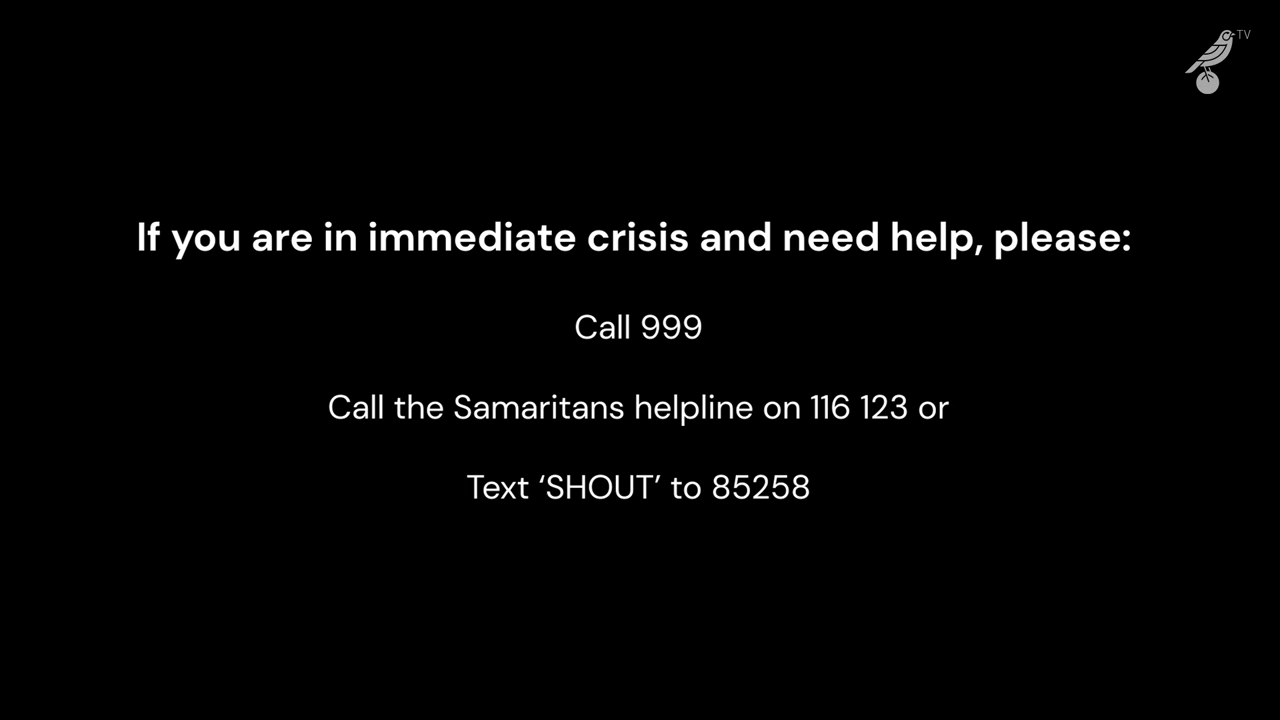 TV
If you are in immediate crisis and need help, please:
Call 999
Call the Samaritans helpline on 116 123 or
Text ‘SHOUT’ to 85258